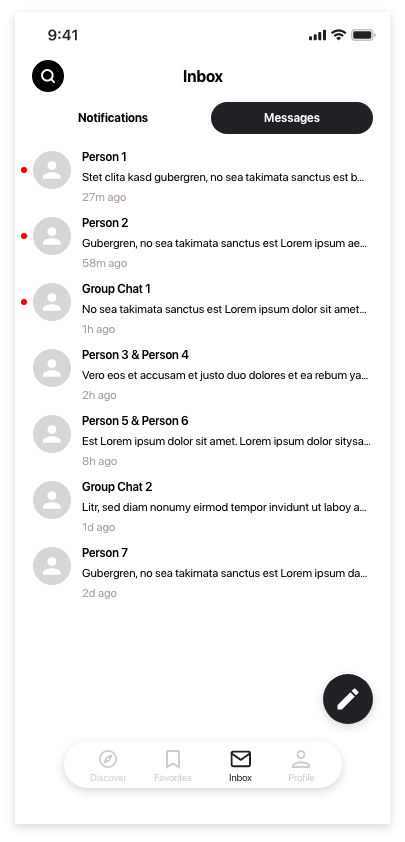 9:41
Inbox
Notifications
Messages
Person 1
Stet clita kasd gubergren, no sea takimata sanctus est b...
27m ago
Person 2
Gubergren, no sea takimata sanctus est Lorem ipsum ae...
58m ago
Group Chat 1
No sea takimata sanctus est Lorem ipsum dolor sit amet...
1h ago
Person 3 & Person 4
Vero eos et accusam et justo duo dolores et ea rebum ya...
2h ago
Person 5 & Person 6
Est Lorem ipsum dolor sit amet. Lorem ipsum dolor sitysa...
8h ago
Group Chat 2
Litr, sed diam nonumy eirmod tempor invidunt ut laboy a...
1d ago
Person 7
Gubergren, no sea takimata sanctus est Lorem ipsum da...
2d ago
Discover
Favorites
Inbox
Profile